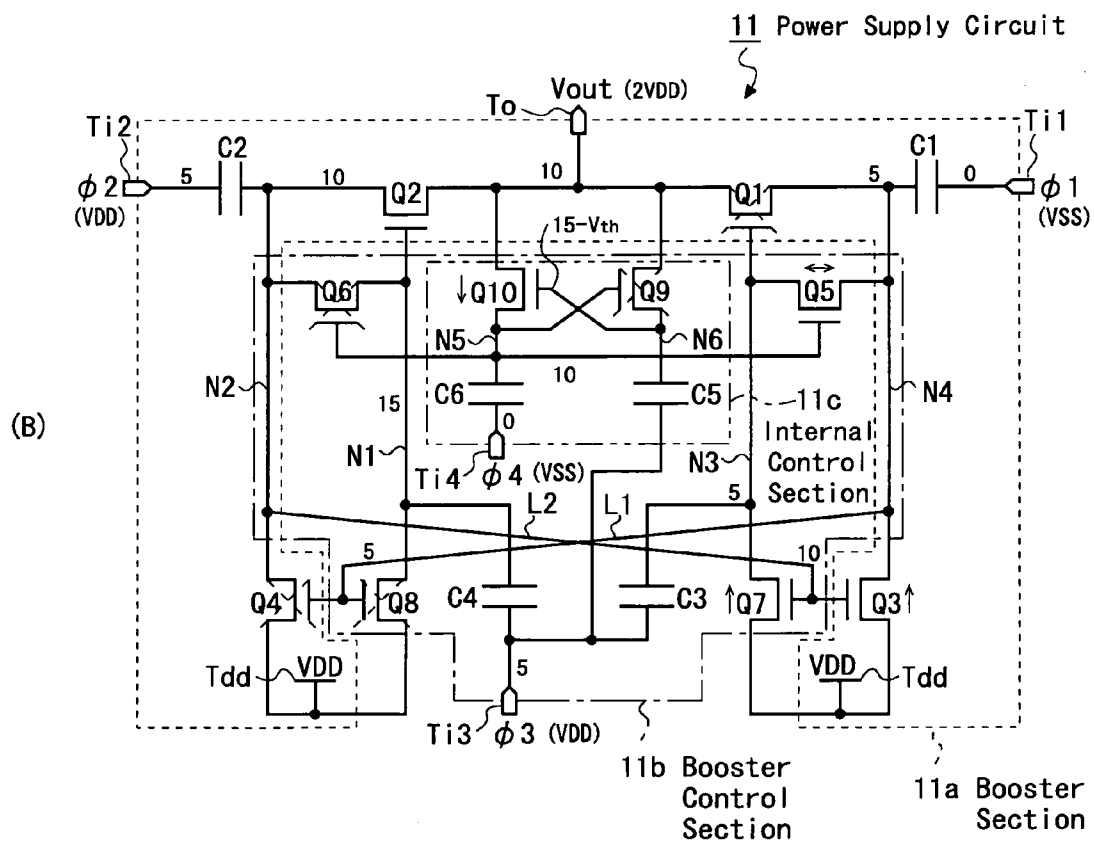 11 Power Supply Circuit
Vout (2VDD)
To
Ti2
Ti1
C2
C1
5
10
Q2
10
Q1
5
0
ϕ2
(VDD)
ϕ1
(VSS)
15-Vth
Q6
Q10
Q9
Q5
N5
N6
N2
10
C6
C5
N4
11c
Internal
Control
Section
15
0
(B)
N1
Ti4
ϕ4 (VSS)
N3
5
L2
L1
5
10
Q4
Q8
C4
C3
Q7
Q3
Tdd
VDD
5
VDD
Tdd
Ti3
ϕ3 (VDD)
11b Booster
Control
Section
11a Booster
Section